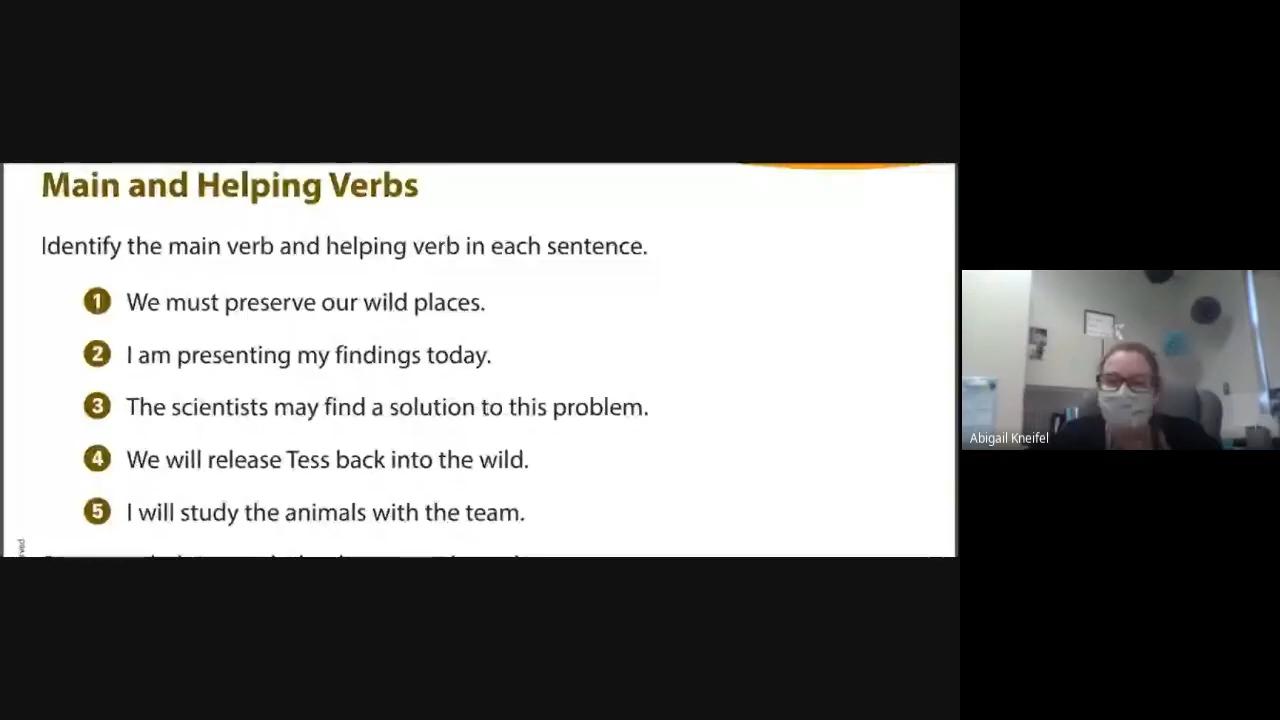 Main and Helping Verbs
Identify the main verb and helping verb in each sentence.
1 We must preserve our wild places.
2 I am presenting my findings today.
3 The scientists may find a solution to this problem.
4 We will release Tess back into the wild.
5 I will study the animals with the team.
Abigail Kneifel